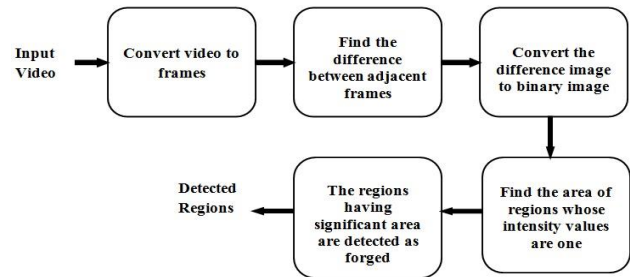 Input
Video
Convert video to
frames
Find the
difference
between adjacent
frames
Convert the
difference image
to binary image
Find the area of
regions whose
intensity values
are one
The regions
having
significant area
are detected as
forged
Detected
Regions